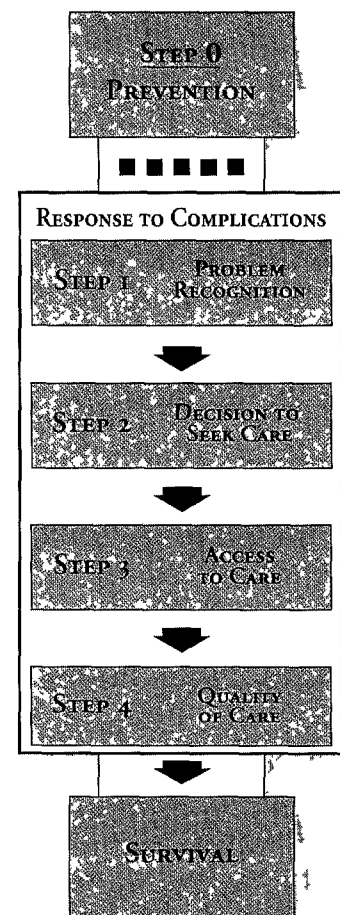 STEP 0
PREVENTION
RESPONSE TO COMPLICATIONS
STEP 1 PROBLEM
RECOGNITION
STEP 2 DECISION TO
SEEK CARE
STEP 3 ACCESS
TO CARE
STEP 4 QUALITY
OF CARE
SURVIVAL